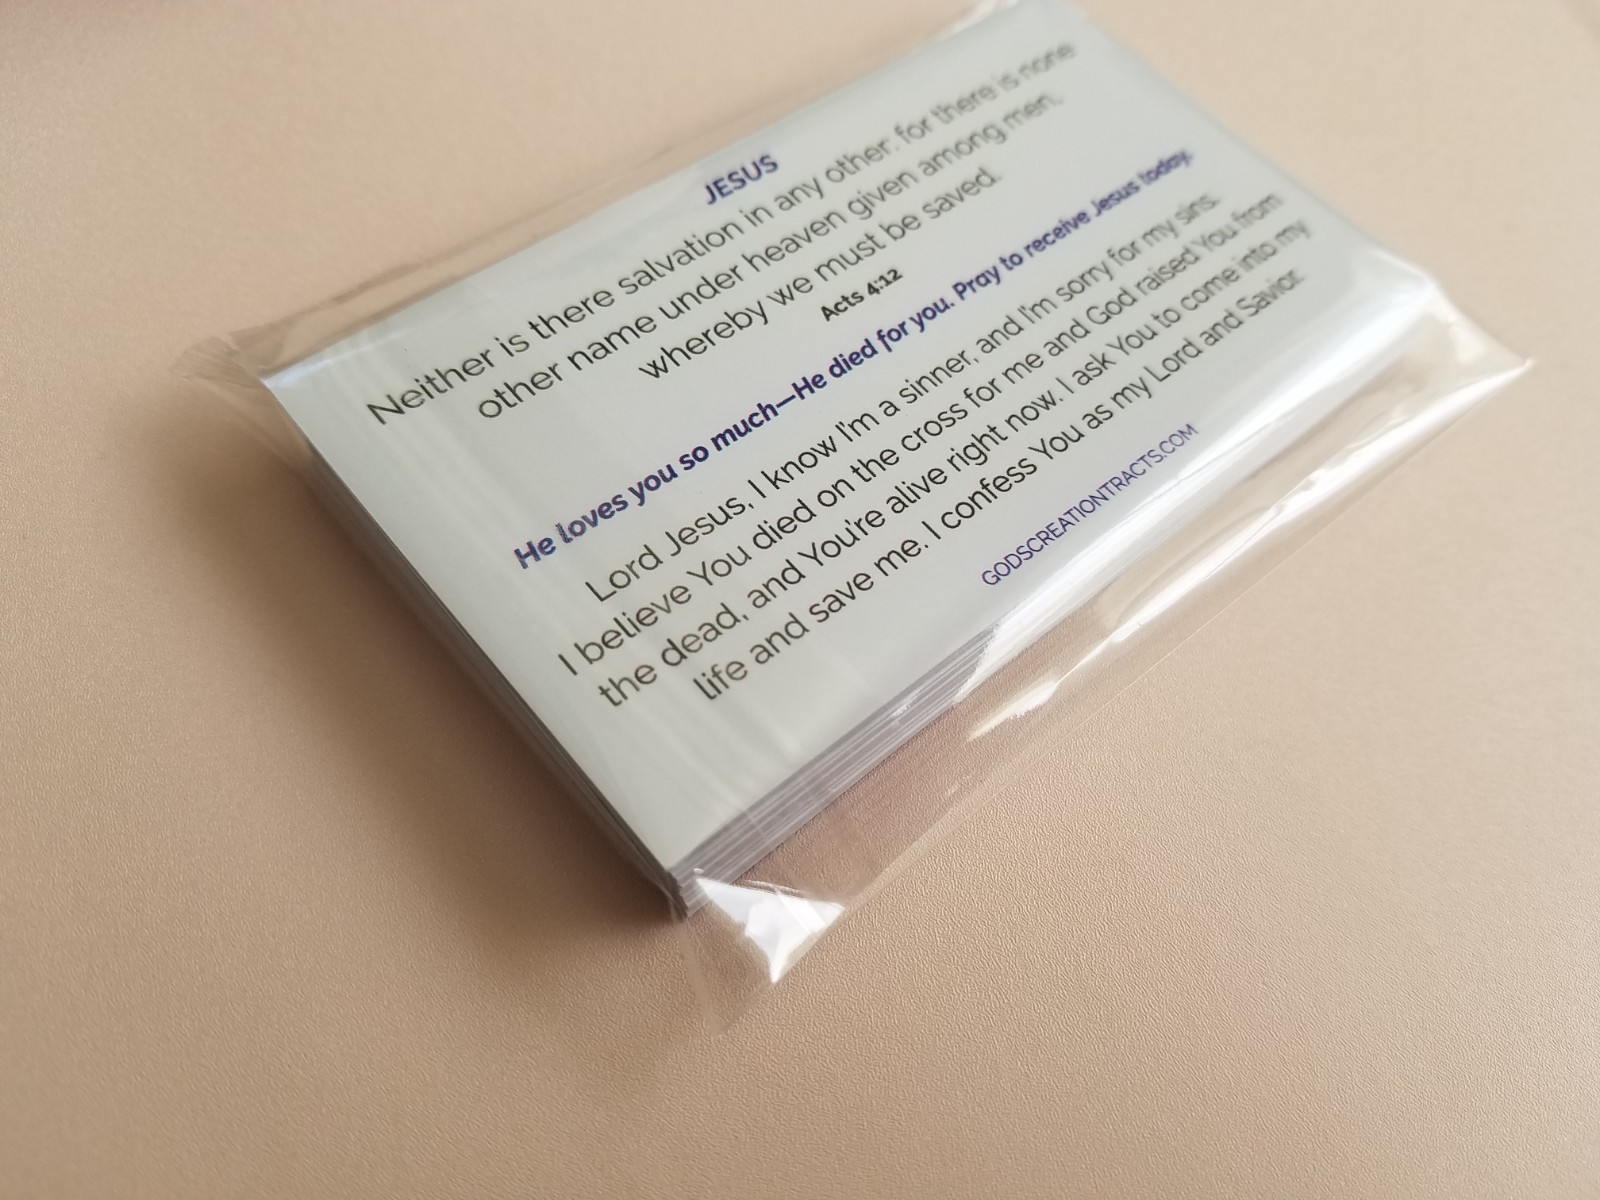 JESUS
Neither is there salvation in any other: for there is none
other name under heaven given among men,
whereby we must be saved.
Acts 4:12
He loves you so much—He died for you. Pray to receive Jesus today.
Lord Jesus, I know I'm a sinner, and I'm sorry for my sins.
I believe You died on the cross for me and God raised You from
the dead, and You're alive right now. I ask You to come into my
life and save me. I confess You as my Lord and Savior.
GODSCREATIONTRACTS.COM